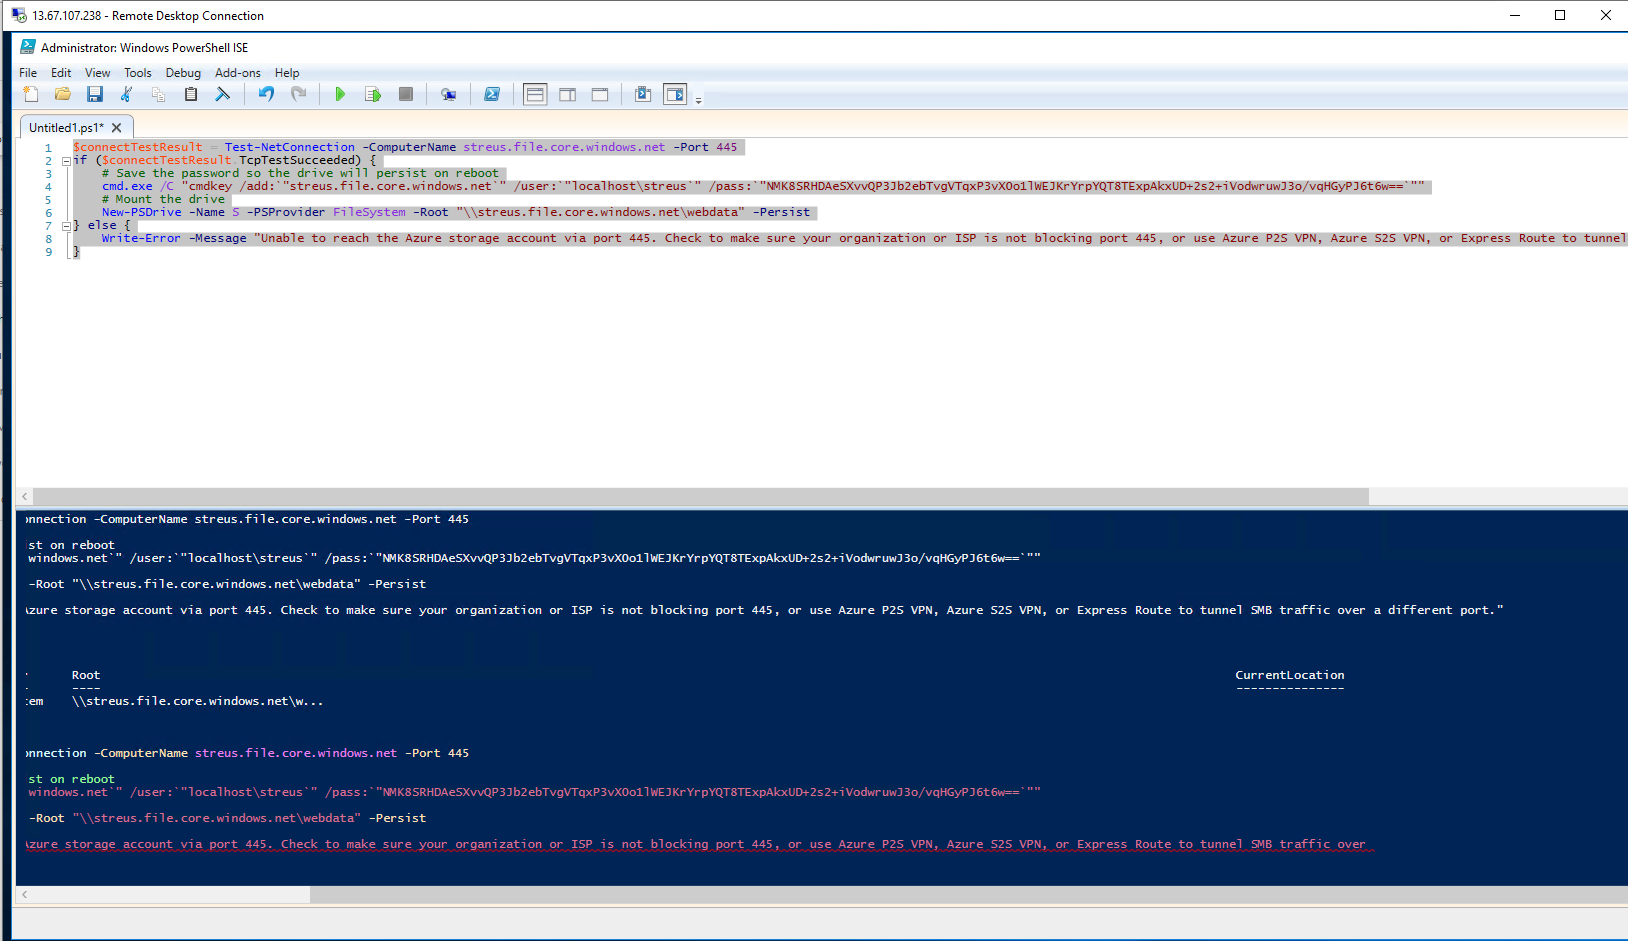 13.67.107.238 - Remote Desktop Connection
Administrator: Windows PowerShell ISE
File Edit View Tools Debug Add-ons Help
Untitled1.ps1* X
1 $connectTestResult = Test-NetConnection -ComputerName streus.file.core.windows.net -Port 445
2 if ($connectTestResult.TcpTestSucceeded) {
3 # Save the password so the drive will persist on reboot
4 cmd.exe /C "cmdkey /add:`"streus.file.core.windows.net`" /user:`"localhost\streus`" /pass:`"NMK8SRHDAeSXvvQP3Jb2ebTvgVTqxP3vXOo1lWEJKrYrpYQT8TExpAkxUD+2s2+iVodwruwJ3o/vqHGyPJ6t6w==`""
5 # Mount the drive
6 New-PSDrive -Name S -PSProvider FileSystem -Root "\\streus.file.core.windows.net\webdata" -Persist
7 } else {
8 Write-Error -Message "Unable to reach the Azure storage account via port 445. Check to make sure your organization or ISP is not blocking port 445, or use Azure P2S VPN, Azure S2S VPN, or Express Route to tunnel
9 }
onnection -ComputerName streus.file.core.windows.net -Port 445
st on reboot
windows.net`" /user:`"localhost\streus`" /pass:`"NMK8SRHDAeSXvvQP3Jb2ebTvgVTqxP3vXOo1lWEJKrYrpYQT8TExpAkxUD+2s2+iVodwruwJ3o/vqHGyPJ6t6w==`""
-Root "\\streus.file.core.windows.net\webdata" -Persist
Azure storage account via port 445. Check to make sure your organization or ISP is not blocking port 445, or use Azure P2S VPN, Azure S2S VPN, or Express Route to tunnel SMB traffic over a different port."
Root CurrentLocation
---- ---------------
em \\streus.file.core.windows.net\w...
onnection -ComputerName streus.file.core.windows.net -Port 445
st on reboot
windows.net`" /user:`"localhost\streus`" /pass:`"NMK8SRHDAeSXvvQP3Jb2ebTvgVTqxP3vXOo1lWEJKrYrpYQT8TExpAkxUD+2s2+iVodwruwJ3o/vqHGyPJ6t6w==`""
-Root "\\streus.file.core.windows.net\webdata" -Persist
Azure storage account via port 445. Check to make sure your organization or ISP is not blocking port 445, or use Azure P2S VPN, Azure S2S VPN, or Express Route to tunnel SMB traffic over